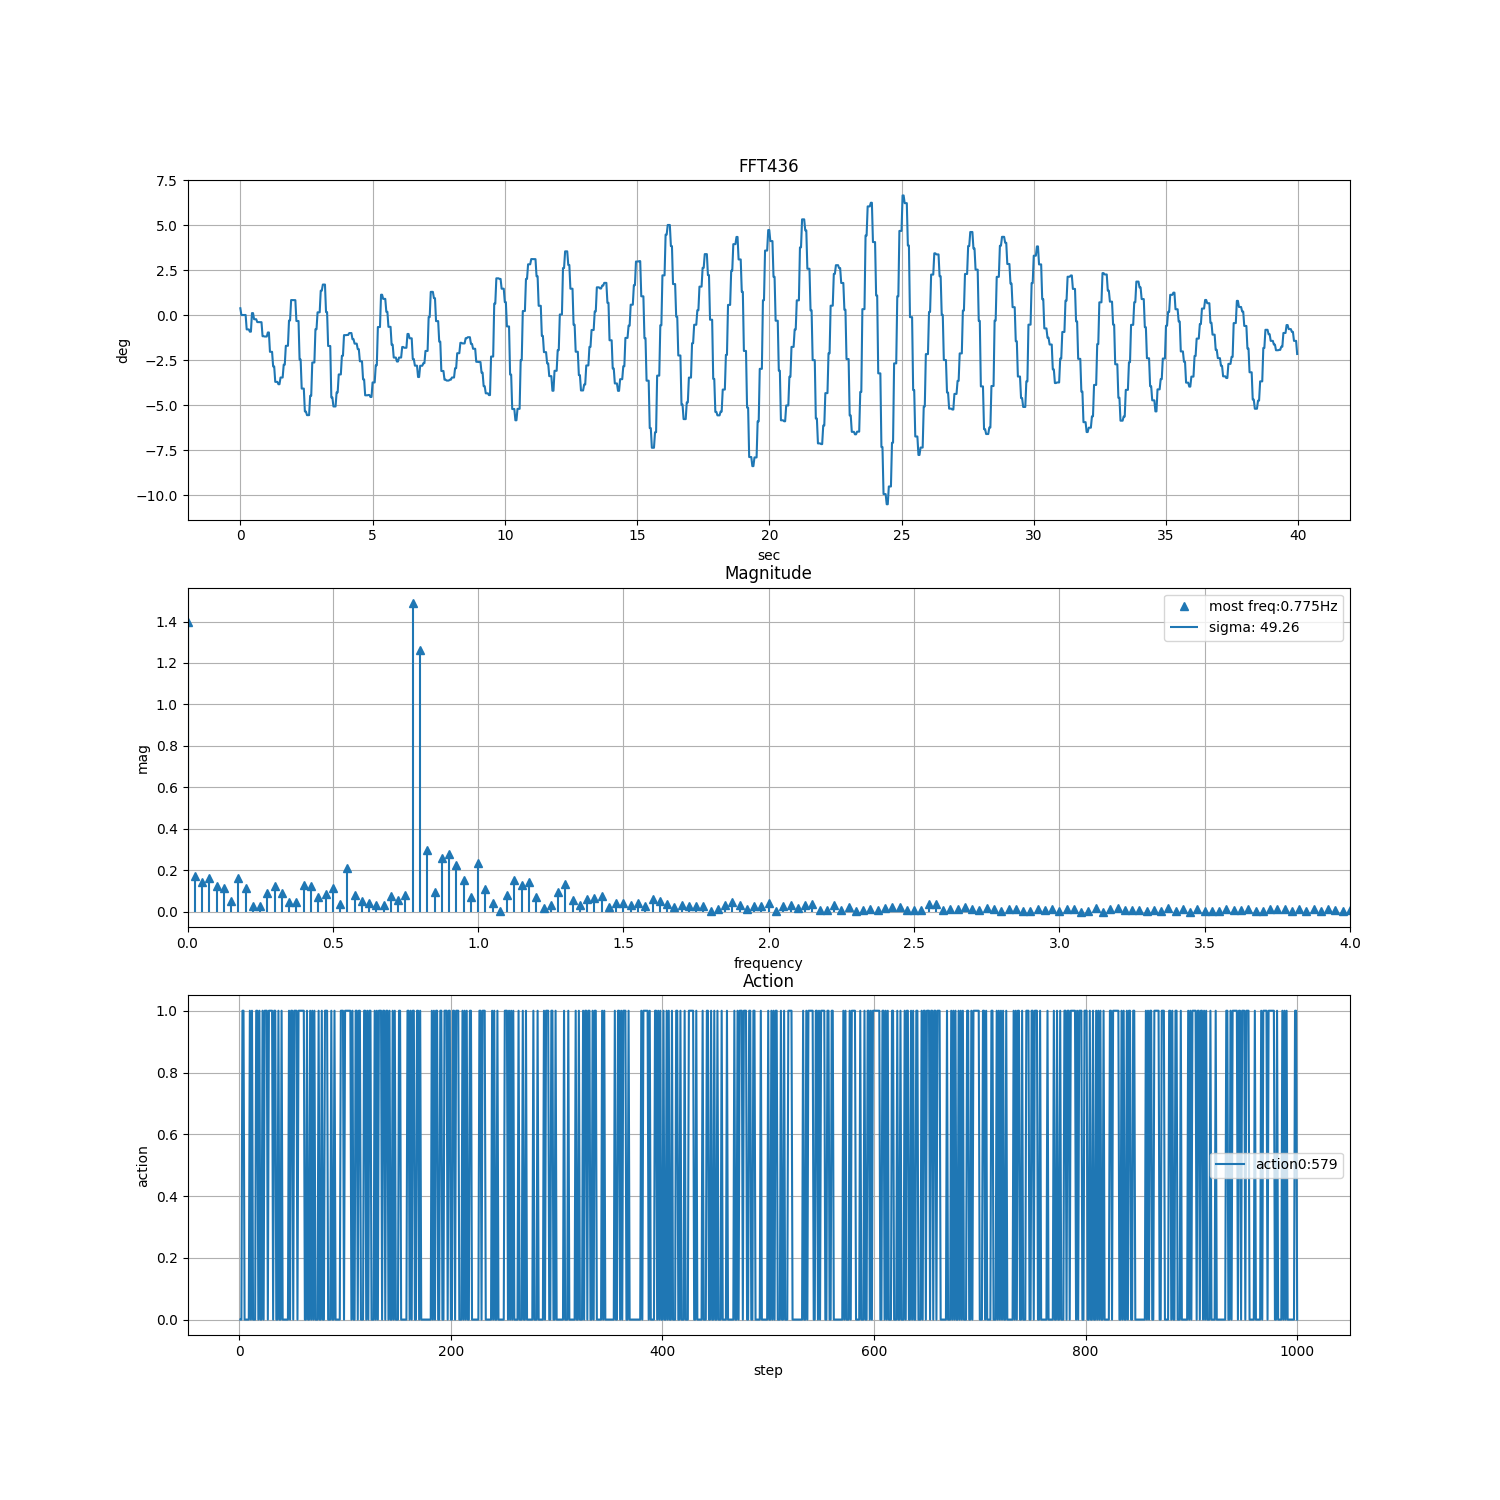 FFT436
7.5
5.0
2.5
0.0
−2.5
−5.0
−7.5
−10.0
deg
0 5 10 15 20 25 30 35 40
sec
Magnitude
1.4
1.2
1.0
0.8
0.6
0.4
0.2
0.0
mag
most freq:0.775Hz
sigma: 49.26
0.0 0.5 1.0 1.5 2.0 2.5 3.0 3.5 4.0
frequency
Action
1.0
0.8
0.6
0.4
0.2
0.0
action
action0:579
0 200 400 600 800 1000
step